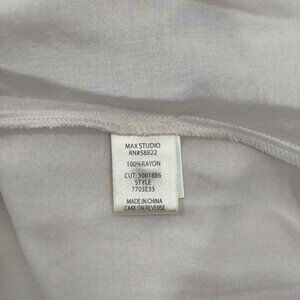 MAX STUDIO
RN#58822
100%RAYON
CUT:3001886
STYLE
7703E33
MADE IN CHINA
CARE ON REVERSE